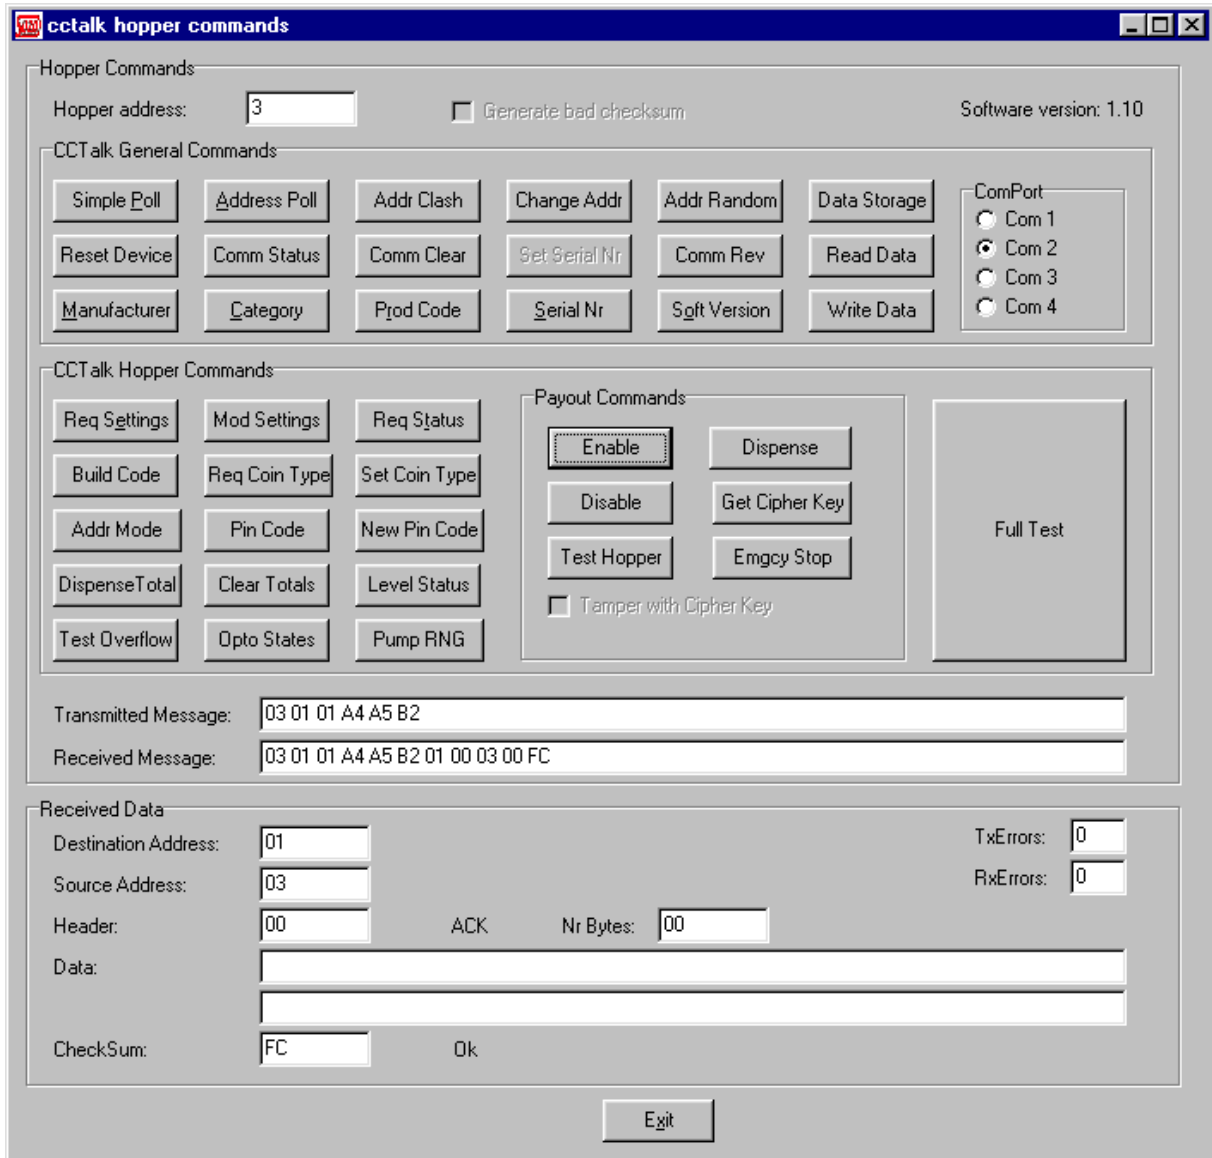 cctalk hopper commands
Hopper Commands
Hopper address: 3 Generate bad checksum Software version: 1.10
CCTalk General Commands
Simple Poll Address Poll Addr Clash Change Addr Addr Random Data Storage
ComPort
Com 1
Reset Device Comm Status Comm Clear Set Serial Nr Comm Rev Read Data Com 2
Com 3
Manufacturer Category Prod Code Serial Nr Soft Version Write Data Com 4
CCTalk Hopper Commands
Payout Commands
Req Settings Mod Settings Req Status
Enable Dispense
Build Code Req Coin Type Set Coin Type
Disable Get Cipher Key
Addr Mode Pin Code New Pin Code Full Test
Test Hopper Emgcy Stop
DispenseTotal Clear Totals Level Status
Tamper with Cipher Key
Test Overflow Opto States Pump RNG
Transmitted Message: 03 01 01 A4 A5 B2
Received Message: 03 01 01 A4 A5 B2 01 00 03 00 FC
Received Data
Destination Address: 01 TxErrors: 0
Source Address: 03 RxErrors: 0
Header: 00 ACK Nr Bytes: 00
Data:
CheckSum: FC Ok
Exit